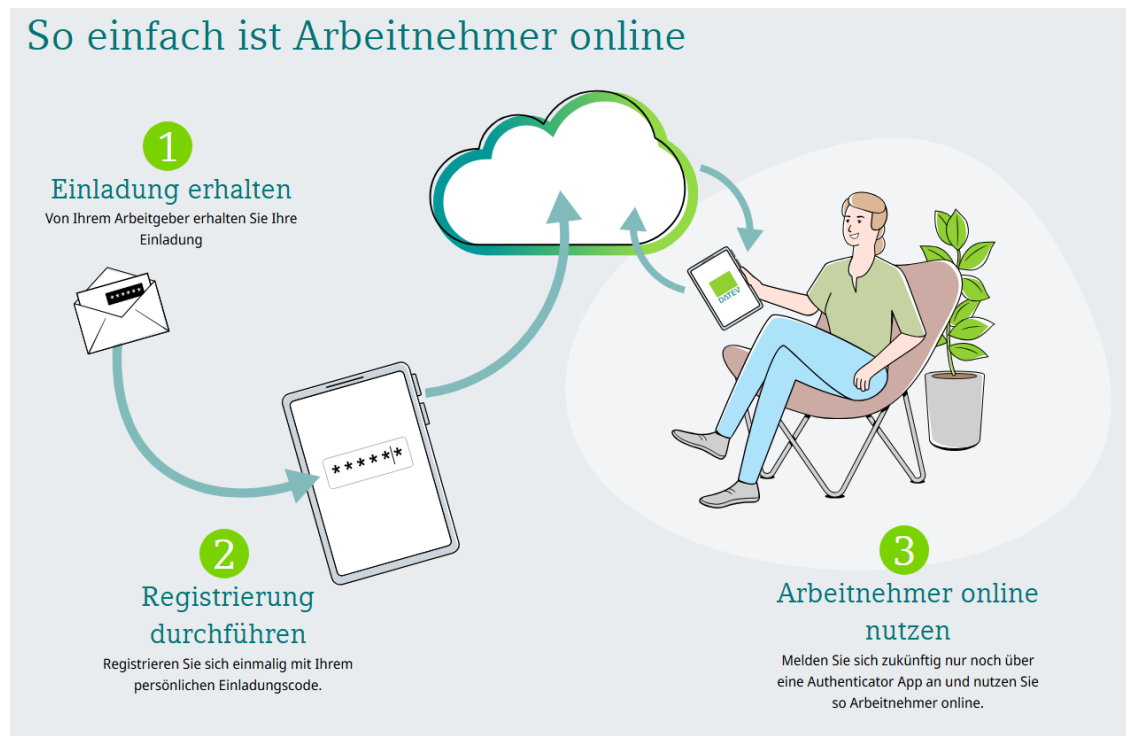 So einfach ist Arbeitnehmer online
1
Einladung erhalten
Von Ihrem Arbeitgeber erhalten Sie Ihre
Einladung
******
******
2
Registrierung
durchführen
Registrieren Sie sich einmalig mit Ihrem
persönlichen Einladungscode.
DATEV
3
Arbeitnehmer online
nutzen
Melden Sie sich zukünftig nur noch über
eine Authenticator App an und nutzen Sie
so Arbeitnehmer online.